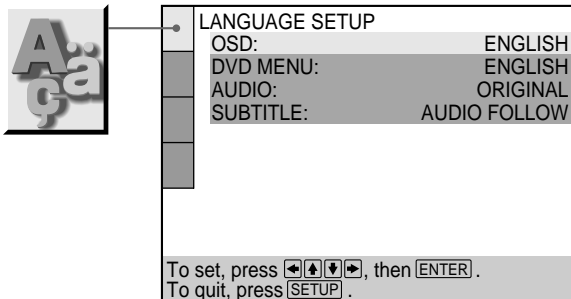 Aäç
LANGUAGE SETUP
OSD: ENGLISH
DVD MENU: ENGLISH
AUDIO: ORIGINAL
SUBTITLE: AUDIO FOLLOW
To set, press ←↑↓→, then ENTER.
To quit, press SETUP.